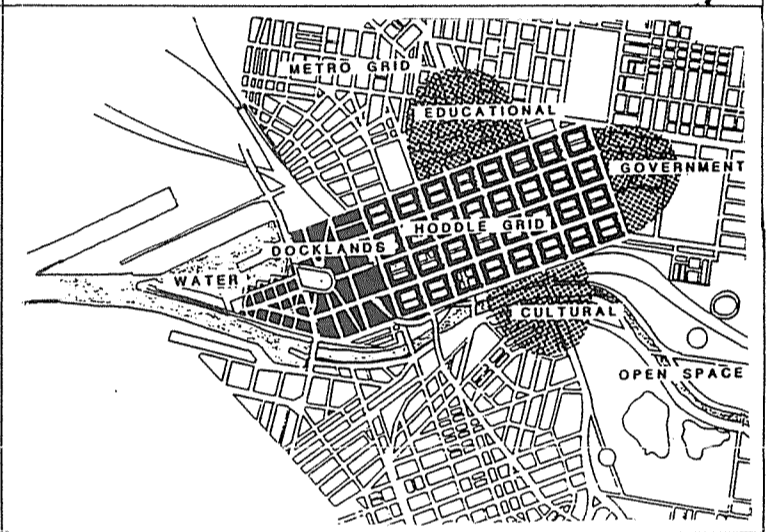 METRO GRID
EDUCATIONAL
GOVERNMENT
HODDLE GRID
DOCKLANDS
WATER
CULTURAL
OPEN SPACE